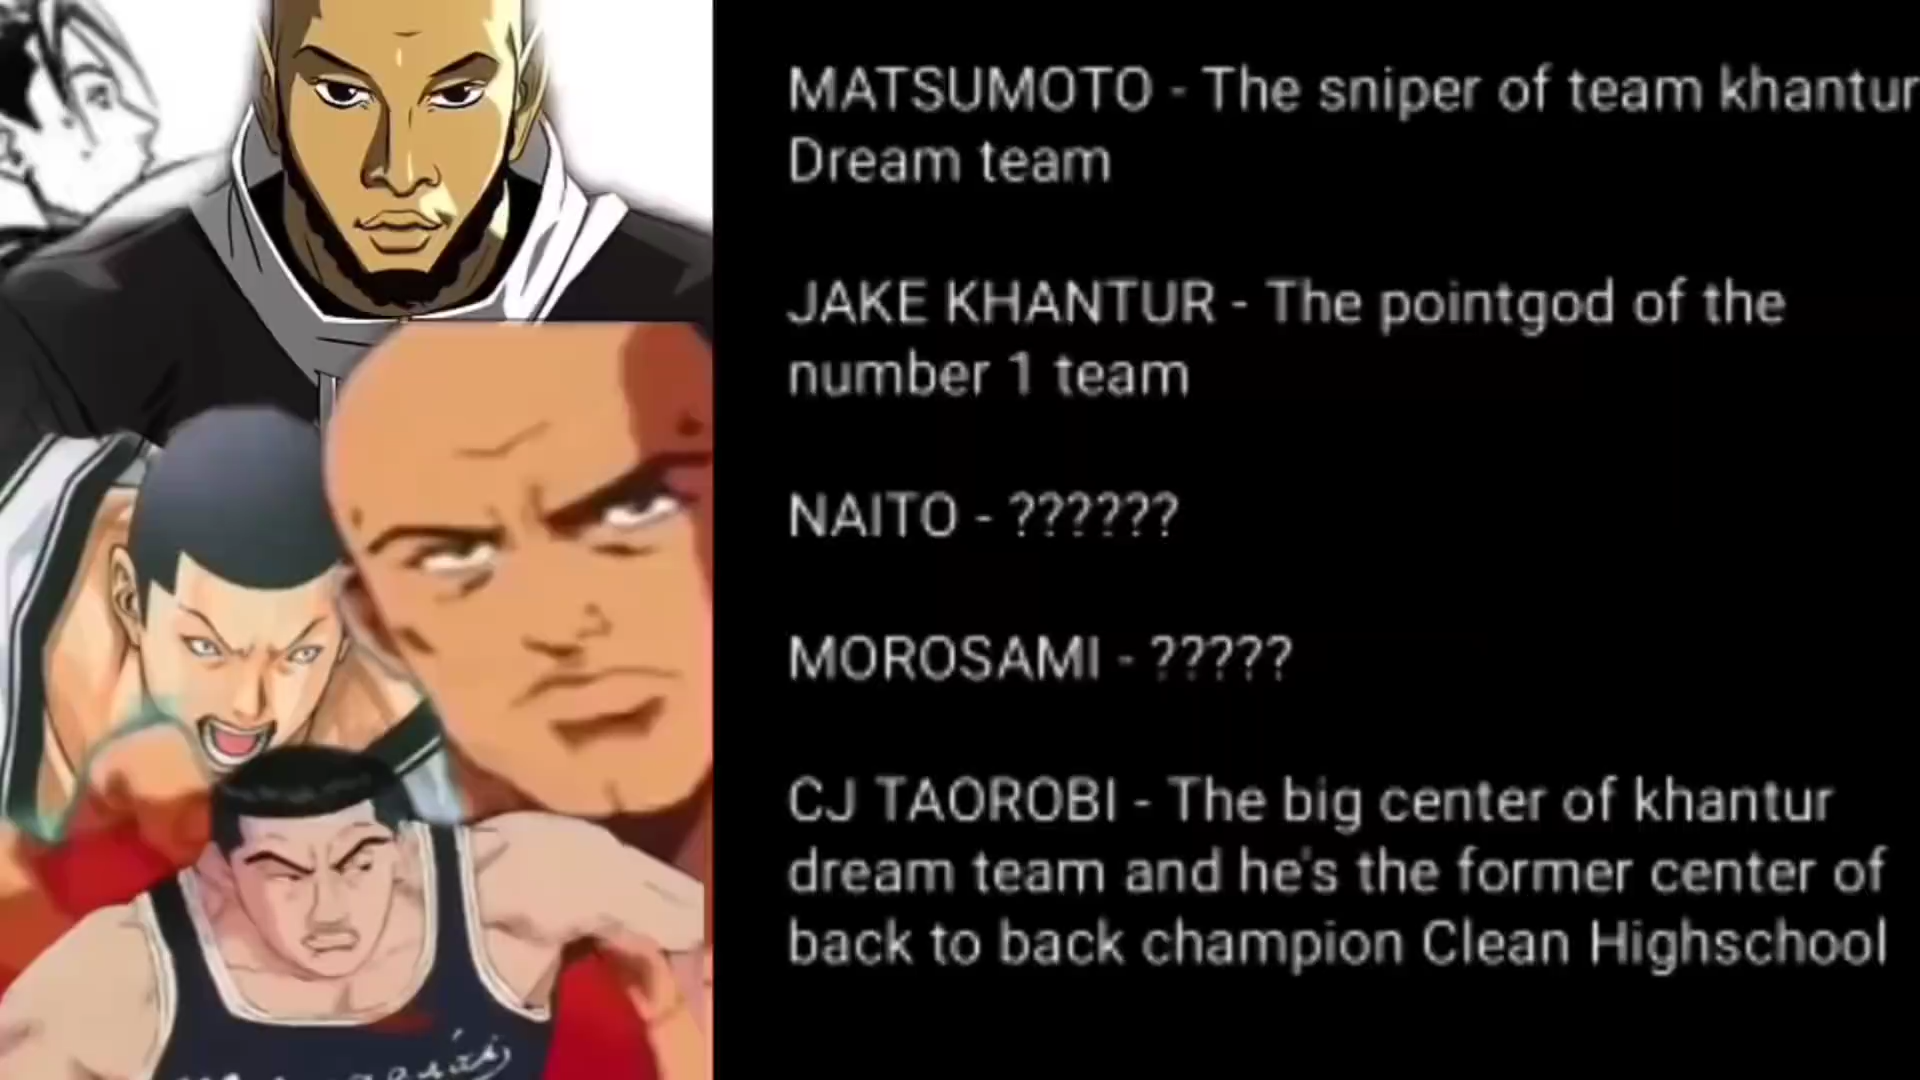 MATSUMOTO - The sniper of team khantur
Dream team
JAKE KHANTUR - The pointgod of the
number 1 team
NAITO - ??????
MOROSAMI - ?????
CJ TAOROBI - The big center of khantur
dream team and he's the former center of
back to back champion Clean Highschool